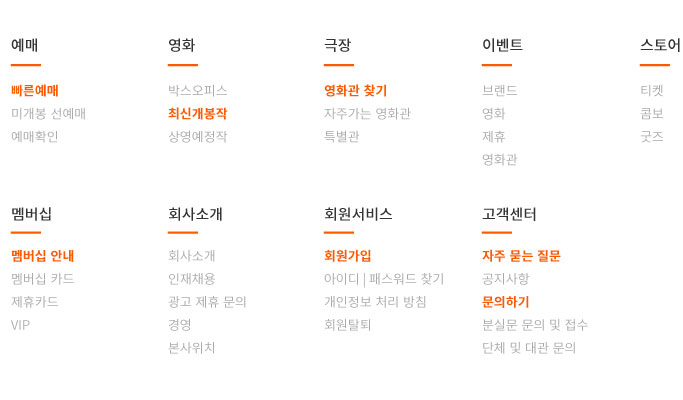 예매
빠른예매
미개봉 선예매
예매확인
영화
박스오피스
최신개봉작
상영예정작
극장
영화관 찾기
자주가는 영화관
특별관
이벤트
브랜드
영화
제휴
영화관
스토어
티켓
콤보
굿즈
멤버십
멤버십 안내
멤버십 카드
제휴카드
VIP
회사소개
회사소개
인재채용
광고 제휴 문의
경영
본사위치
회원서비스
회원가입
아이디 | 패스워드 찾기
개인정보 처리 방침
회원탈퇴
고객센터
자주 묻는 질문
공지사항
문의하기
분실문 문의 및 접수
단체 및 대관 문의